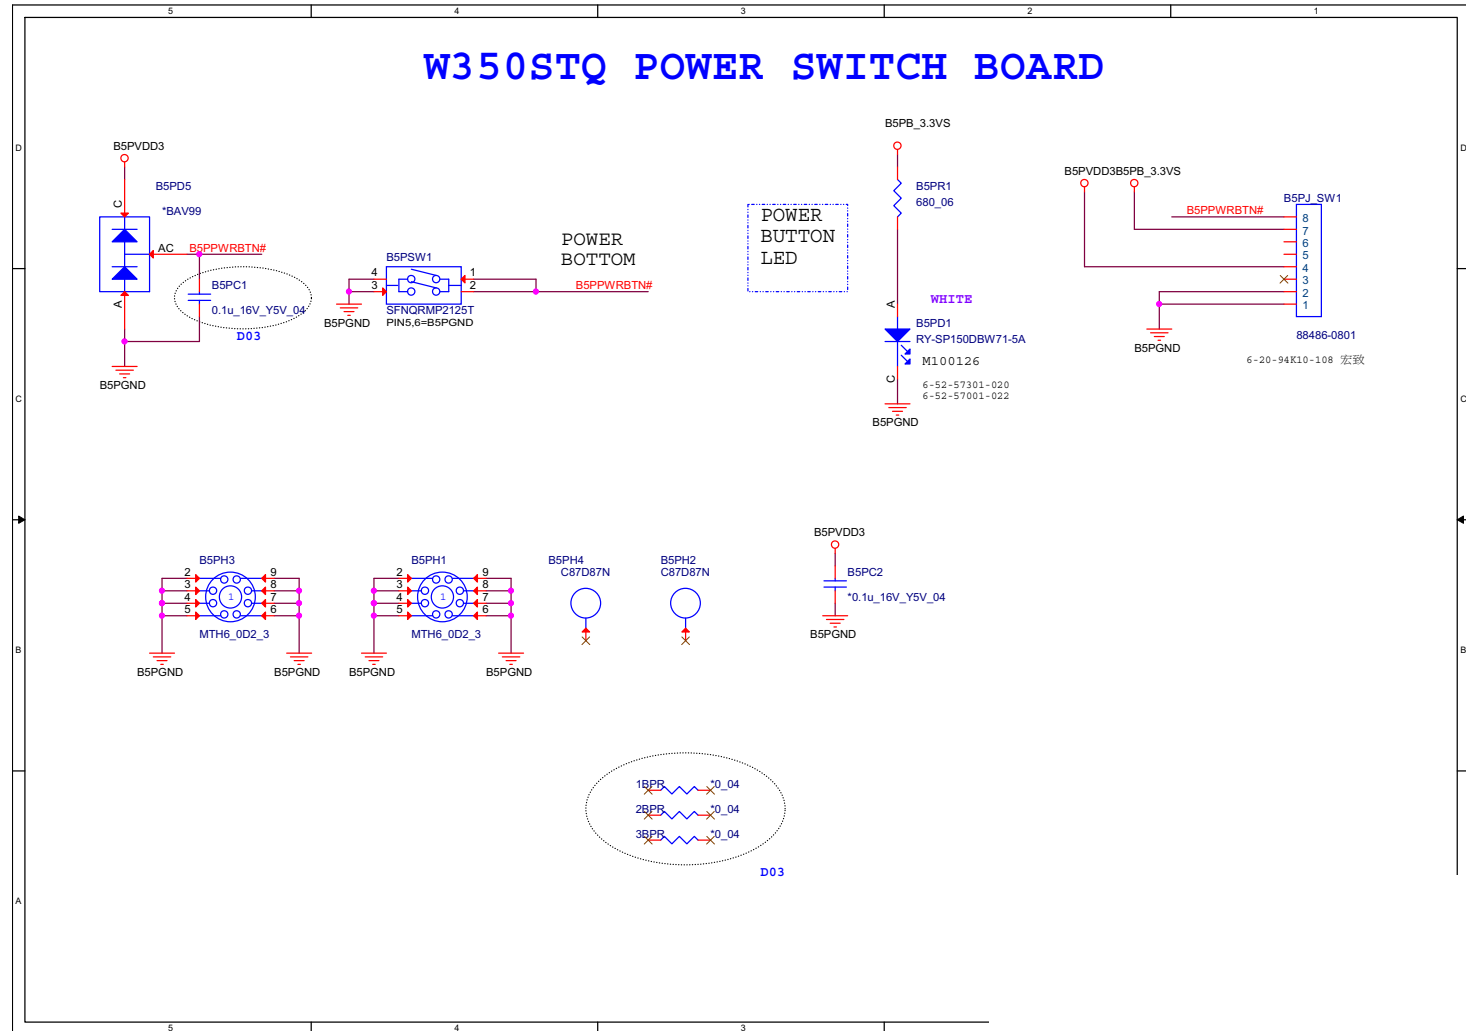 5 4 3 2 1
W350STQ POWER SWITCH BOARD
D D
B5PVDD3
B5PD5
*BAV99
C
AC B5PPWRBTN#
A
B5PC1
0.1u_16V_Y5V_04
D03
B5PGND
POWER
BOTTOM
B5PSW1
4 1
3 2
B5PPWRBTN#
SFNQRMP2125T
PIN5,6=B5PGND
B5PGND
POWER
BUTTON
LED
B5PB_3.3VS
B5PR1
680_06
A
WHITE
B5PD1
RY-SP150DBW71-5A
M100126
C
6-52-57301-020
6-52-57001-022
B5PGND
B5PVDD3 B5PB_3.3VS
B5PJ_SW1
B5PPWRBTN#
8
7
6
5
4
3
2
1
B5PGND
88486-0801
6-20-94K10-108 宏致
C C
B5PH3
2 9
3 8
4 1 7
5 6
MTH6_0D2_3
B5PGND B5PGND
B5PH1
2 9
3 8
4 1 7
5 6
MTH6_0D2_3
B5PGND B5PGND
B5PH4
C87D87N
B5PH2
C87D87N
B5PVDD3
B5PC2
*0.1u_16V_Y5V_04
B5PGND
B B
1BPR *0_04
2BPR *0_04
3BPR *0_04
D03
A
5 4 3